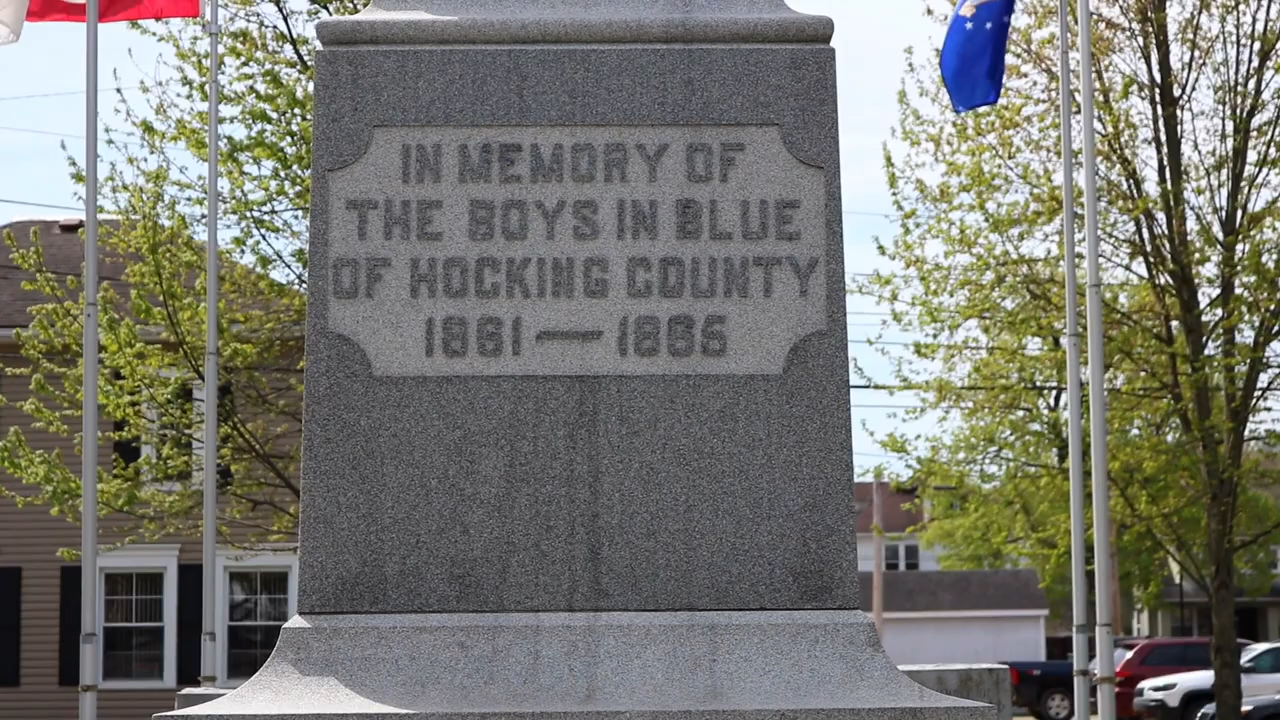 IN MEMORY OF
THE BOYS IN BLUE
OF HOCKING COUNTY
1861 — 1865